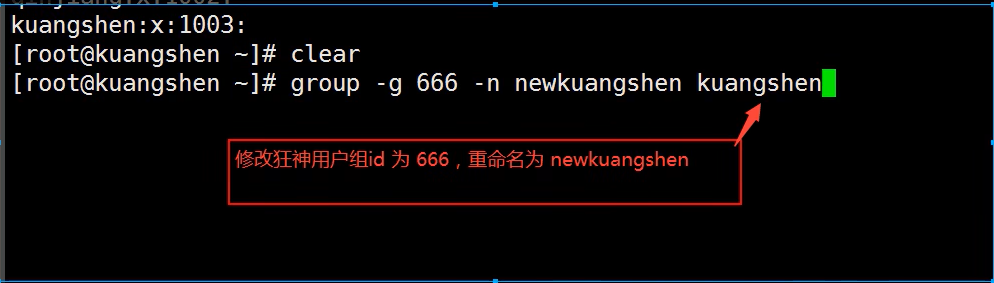 kuangshen:x:1003:
[root@kuangshen ~]# clear
[root@kuangshen ~]# group -g 666 -n newkuangshen kuangshen
修改狂神用户组id 为 666，重命名为 newkuangshen